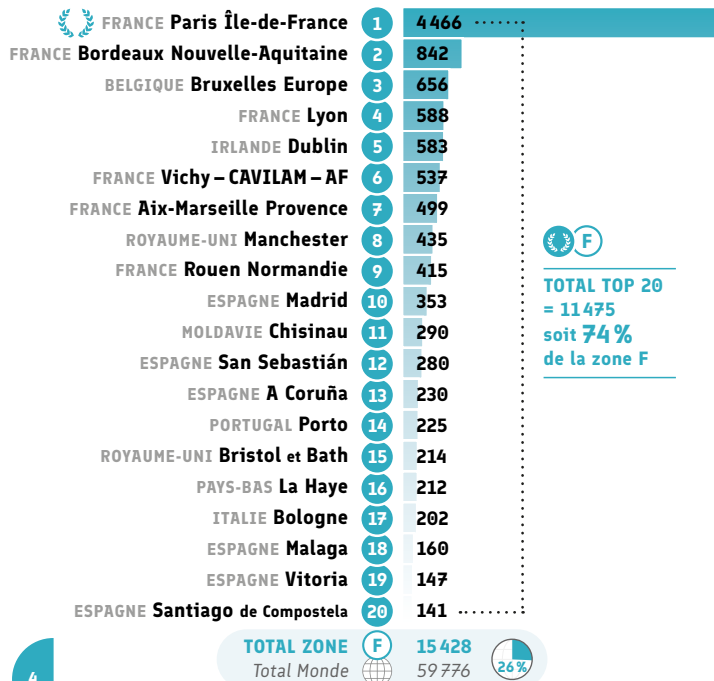 FRANCE Paris Île-de-France 1 4 466
FRANCE Bordeaux Nouvelle-Aquitaine 2 842
BELGIQUE Bruxelles Europe 3 656
FRANCE Lyon 4 588
IRLANDE Dublin 5 583
FRANCE Vichy – CAVILAM – AF 6 537
FRANCE Aix-Marseille Provence 7 499
ROYAUME-UNI Manchester 8 435
FRANCE Rouen Normandie 9 415
ESPAGNE Madrid 10 353
MOLDAVIE Chisinau 11 290
ESPAGNE San Sebastián 12 280
ESPAGNE A Coruña 13 230
PORTUGAL Porto 14 225
ROYAUME-UNI Bristol et Bath 15 214
PAYS-BAS La Haye 16 212
ITALIE Bologne 17 202
ESPAGNE Malaga 18 160
ESPAGNE Vitoria 19 147
ESPAGNE Santiago de Compostela 20 141
F
TOTAL TOP 20
= 11 475
soit 74 %
de la zone F
TOTAL ZONE F 15 428
Total Monde 59 776
26 %
4